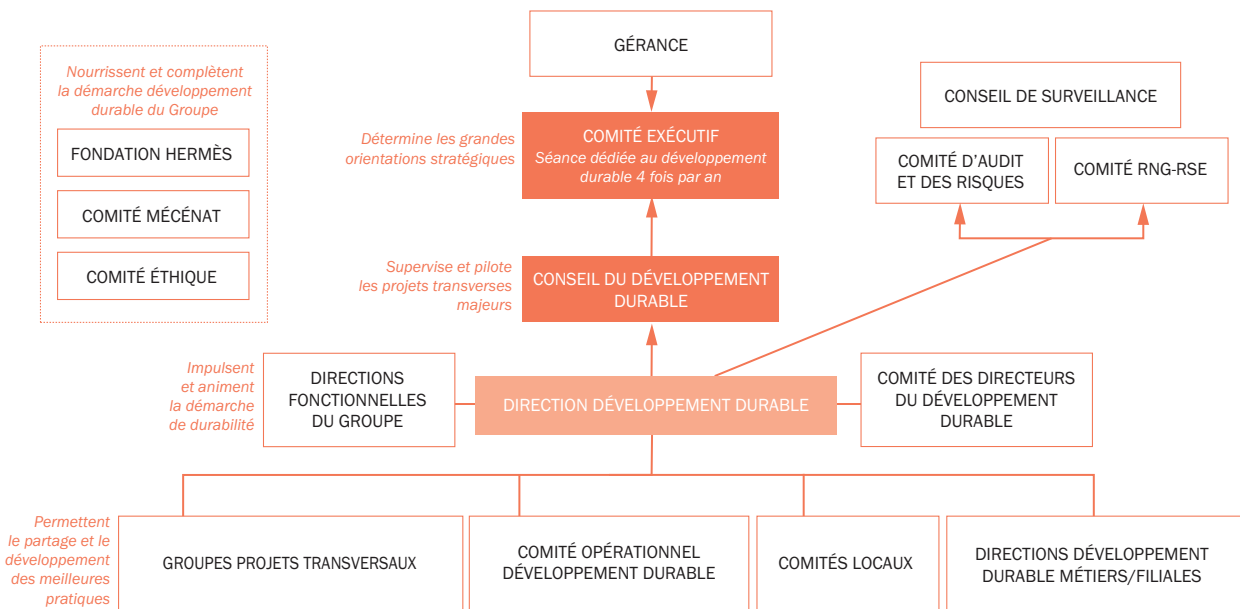 GÉRANCE
Nourrissent et complètent
la démarche développement
durable du Groupe
FONDATION HERMÈS
COMITÉ MÉCÉNAT
COMITÉ ÉTHIQUE
Détermine les grandes
orientations stratégiques
COMITÉ EXÉCUTIF
Séance dédiée au développement
durable 4 fois par an
CONSEIL DE SURVEILLANCE
COMITÉ D'AUDIT
ET DES RISQUES
COMITÉ RNG-RSE
Supervise et pilote
les projets transverses
majeurs
CONSEIL DU DÉVELOPPEMENT
DURABLE
Impulsent
et animent
la démarche
de durabilité
DIRECTIONS
FONCTIONNELLES
DU GROUPE
DIRECTION DÉVELOPPEMENT DURABLE
COMITÉ DES DIRECTEURS
DU DÉVELOPPEMENT
DURABLE
Permettent
le partage et le
développement
des meilleures
pratiques
GROUPES PROJETS TRANSVERSAUX
COMITÉ OPÉRATIONNEL
DÉVELOPPEMENT DURABLE
COMITÉS LOCAUX
DIRECTIONS DÉVELOPPEMENT
DURABLE MÉTIERS/FILIALES